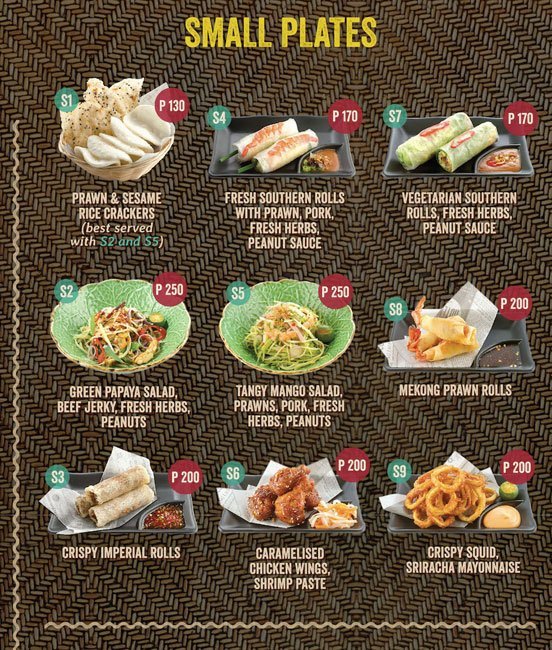 SMALL PLATES
S1
P 130
PRAWN & SESAME
RICE CRACKERS
(best served
with S2 and S5)
S4
P 170
FRESH SOUTHERN ROLLS
WITH PRAWN, PORK,
FRESH HERBS,
PEANUT SAUCE
S7
P 170
VEGETARIAN SOUTHERN
ROLLS, FRESH HERBS,
PEANUT SAUCE
S2
P 250
GREEN PAPAYA SALAD,
BEEF JERKY, FRESH HERBS,
PEANUTS
S5
P 250
TANGY MANGO SALAD,
PRAWNS, PORK, FRESH
HERBS, PEANUTS
S8
P 200
MEKONG PRAWN ROLLS
S3
P 200
CRISPY IMPERIAL ROLLS
S6
P 200
CARAMELISED
CHICKEN WINGS,
SHRIMP PASTE
S9
P 200
CRISPY SQUID,
SRIRACHA MAYONNAISE